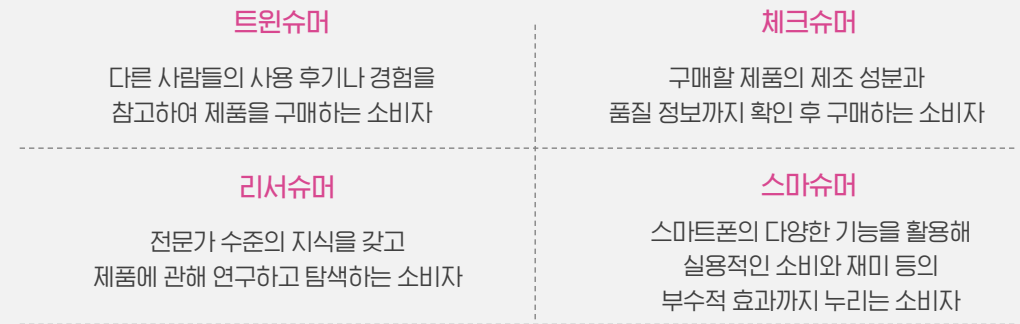 트윈슈머
다른 사람들의 사용 후기나 경험을
참고하여 제품을 구매하는 소비자
체크슈머
구매할 제품의 제조 성분과
품질 정보까지 확인 후 구매하는 소비자
리서슈머
전문가 수준의 지식을 갖고
제품에 관해 연구하고 탐색하는 소비자
스마슈머
스마트폰의 다양한 기능을 활용해
실용적인 소비와 재미 등의
부수적 효과까지 누리는 소비자